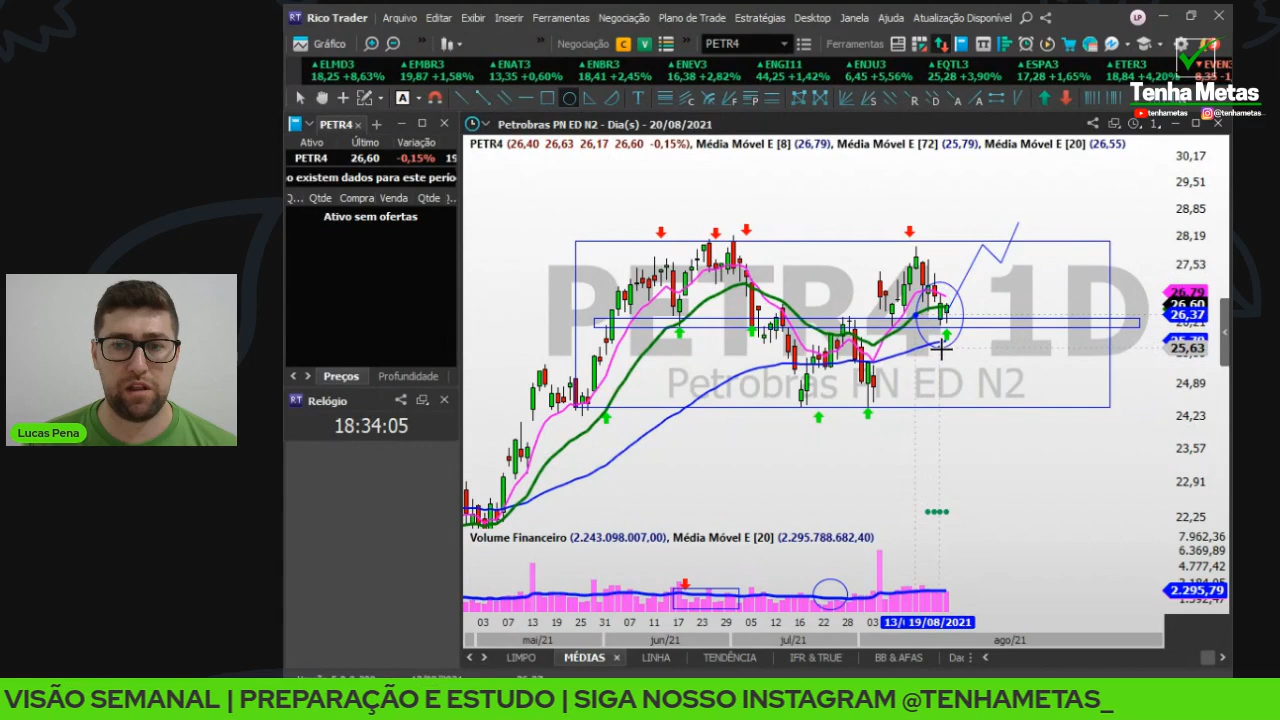 Rico Trader Arquivo Editar Exibir Inserir Ferramentas Negociação Plano de Trade Estratégias Desktop Janela Ajuda Atualização Disponível LP
Gráfico Negociação C V PETR4 Ferramentas
ELMD3 EMBR3 ENAT3 ENBR3 ENEV3 ENGI11 ENJU3 EQTL3 ESPA3 ETER3 EVEN3
18,25 +8,63% 19,87 +1,58% 13,35 +0,60% 18,41 +2,45% 16,38 +2,82% 44,25 +1,42% 6,45 +5,56% 25,28 +3,90% 17,28 +1,65% 18,84 +4,20% 8,35
Tenha Metas
youtube/tenhametas @tenhametas_
PETR4
Ativo Último Variação
PETR4 26,60 -0,15% 19
o existem dados para este perío
Q... Qtde Compra Venda Qtde
Ativo sem ofertas
Preços Profundidade
Relógio
18:34:05
Lucas Pena
Petrobras PN ED N2 - Dia(s) - 20/08/2021
PETR4 (26,40 26,63 26,17 26,60 -0,15%), Média Móvel E [8] (26,79), Média Móvel E [72] (25,79), Média Móvel E [20] (26,55)
PETR4 1D
Petrobras PN ED N2
30,17
29,51
28,85
28,19
27,53
26,79
26,60
26,37
25,63
24,89
24,23
23,57
22,91
22,25
Volume Financeiro (2.243.098.007,00), Média Móvel E [20] (2.295.788.682,40)
7.962,36
6.369,89
4.777,42
2.295,79
03 07 13 19 25 31 07 11 17 23 29 05 12 16 22 28 03 19/08/2021
mai/21 jun/21 jul/21 ago/21
LIMPO MÉDIAS LINHA TENDÊNCIA IFR & TRUE BB & AFAS
VISÃO SEMANAL | PREPARAÇÃO E ESTUDO | SIGA NOSSO INSTAGRAM @TENHAMETAS_